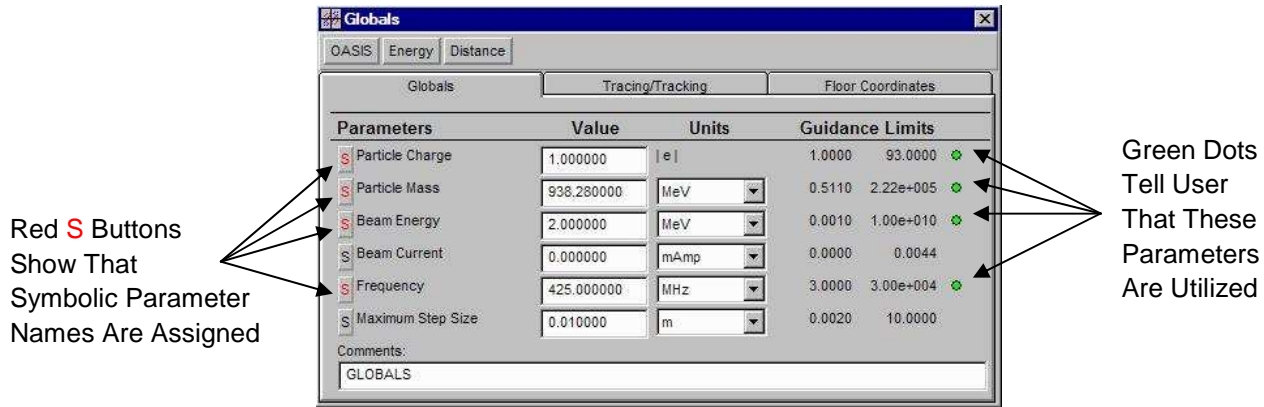 Globals
OASIS Energy Distance
Globals Tracing/Tracking Floor Coordinates
Parameters Value Units Guidance Limits
S Particle Charge 1.000000 |e| 1.0000 93.0000
S Particle Mass 938.280000 MeV 0.5110 2.22e+005
S Beam Energy 2.000000 MeV 0.0010 1.00e+010
S Beam Current 0.000000 mAmp 0.0000 0.0044
S Frequency 425.000000 MHz 3.0000 3.00e+004
S Maximum Step Size 0.010000 m 0.0020 10.0000
Comments:
GLOBALS
Red S Buttons
Show That
Symbolic Parameter
Names Are Assigned
Green Dots
Tell User
That These
Parameters
Are Utilized